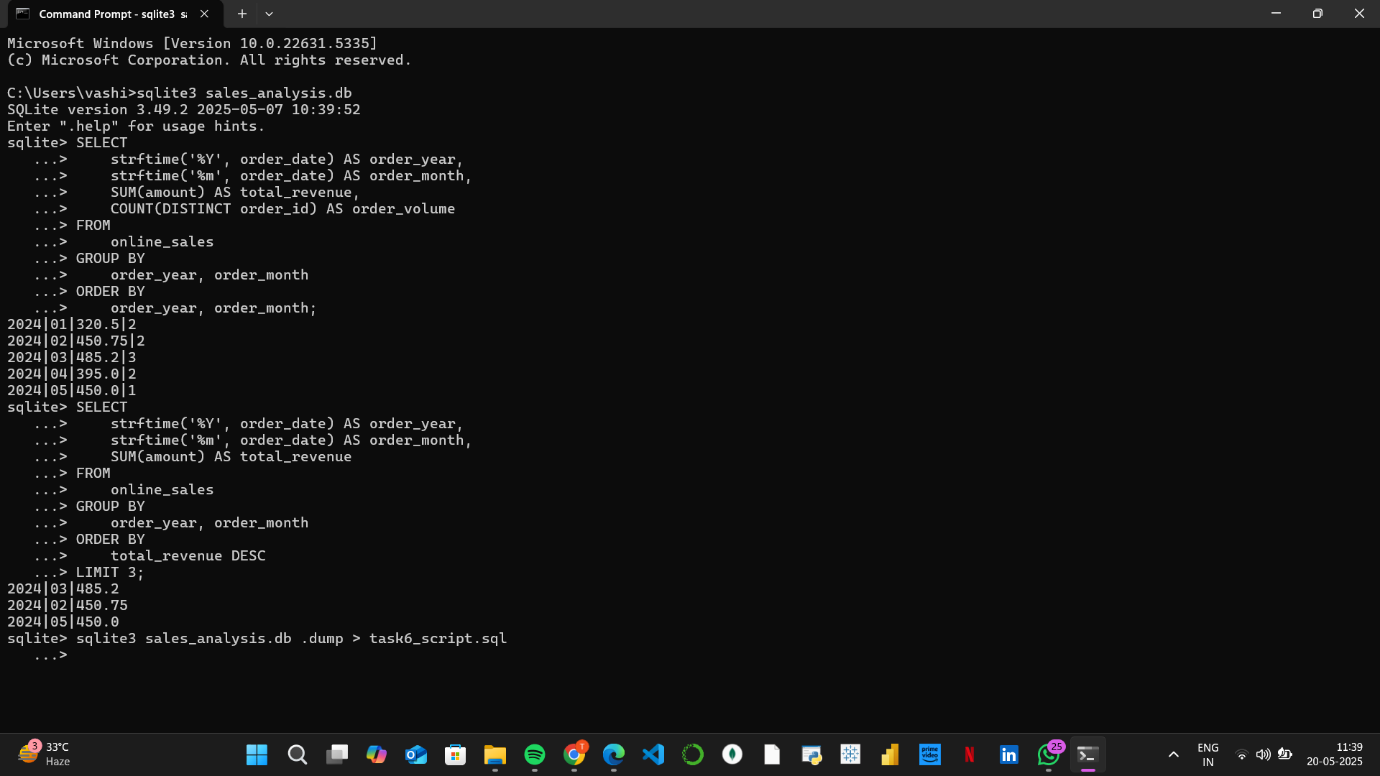 Command Prompt - sqlite3 sa
Microsoft Windows [Version 10.0.22631.5335]
(c) Microsoft Corporation. All rights reserved.
C:\Users\vashi>sqlite3 sales_analysis.db
SQLite version 3.49.2 2025-05-07 10:39:52
Enter ".help" for usage hints.
sqlite> SELECT
   ...>     strftime('%Y', order_date) AS order_year,
   ...>     strftime('%m', order_date) AS order_month,
   ...>     SUM(amount) AS total_revenue,
   ...>     COUNT(DISTINCT order_id) AS order_volume
   ...> FROM
   ...>     online_sales
   ...> GROUP BY
   ...>     order_year, order_month
   ...> ORDER BY
   ...>     order_year, order_month;
2024|01|320.5|2
2024|02|450.75|2
2024|03|485.2|3
2024|04|395.0|2
2024|05|450.0|1
sqlite> SELECT
   ...>     strftime('%Y', order_date) AS order_year,
   ...>     strftime('%m', order_date) AS order_month,
   ...>     SUM(amount) AS total_revenue
   ...> FROM
   ...>     online_sales
   ...> GROUP BY
   ...>     order_year, order_month
   ...> ORDER BY
   ...>     total_revenue DESC
   ...> LIMIT 3;
2024|03|485.2
2024|02|450.75
2024|05|450.0
sqlite> sqlite3 sales_analysis.db .dump > task6_script.sql
   ...>
3
33°C
Haze
T
prime video
N
in
25
ENG
IN
11:39
20-05-2025